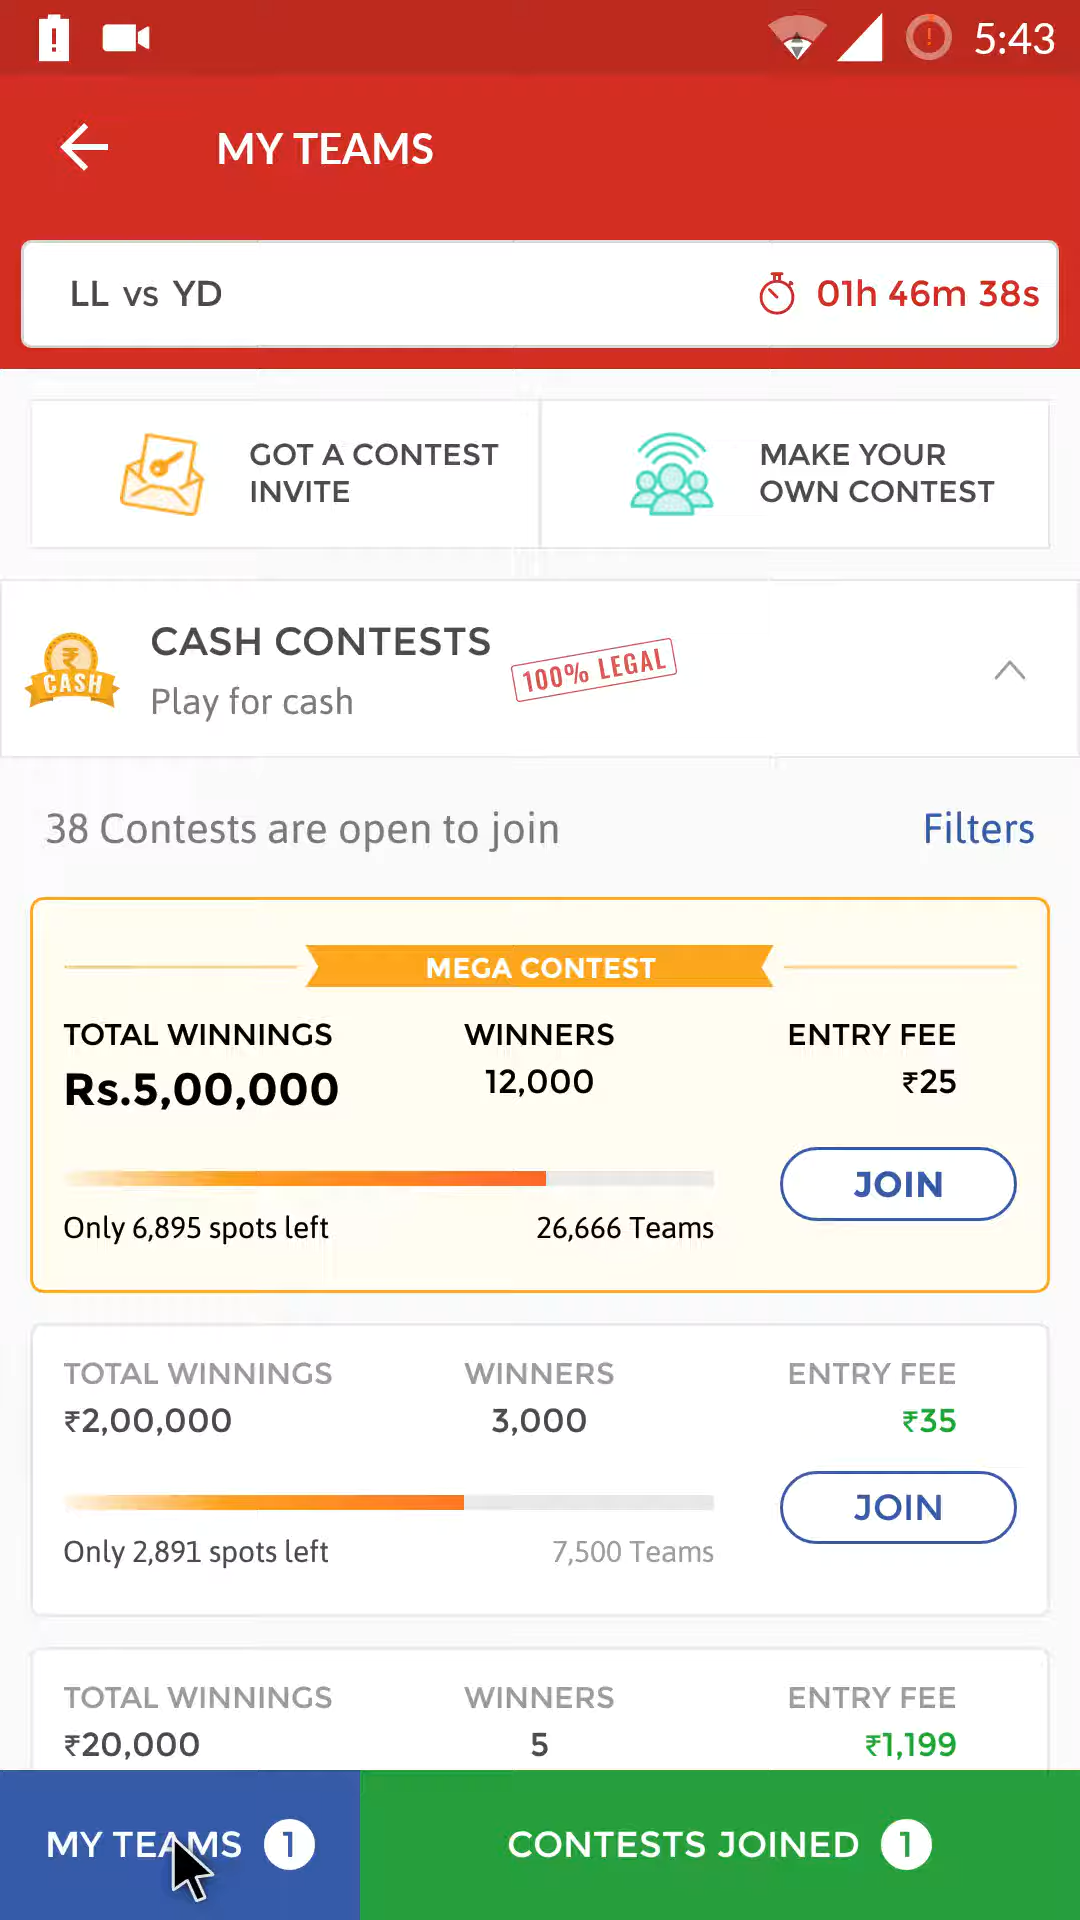 5:43
MY TEAMS
LL vs YD
01h 46m 38s
GOT A CONTEST
INVITE
MAKE YOUR
OWN CONTEST
CASH
CASH CONTESTS
Play for cash
100% LEGAL
38 Contests are open to join
Filters
MEGA CONTEST
TOTAL WINNINGS WINNERS ENTRY FEE
Rs.5,00,000 12,000 ₹25
JOIN
Only 6,895 spots left 26,666 Teams
TOTAL WINNINGS WINNERS ENTRY FEE
₹2,00,000 3,000 ₹35
JOIN
Only 2,891 spots left 7,500 Teams
TOTAL WINNINGS WINNERS ENTRY FEE
₹20,000 5 ₹1,199
MY TEAMS 1
CONTESTS JOINED 1